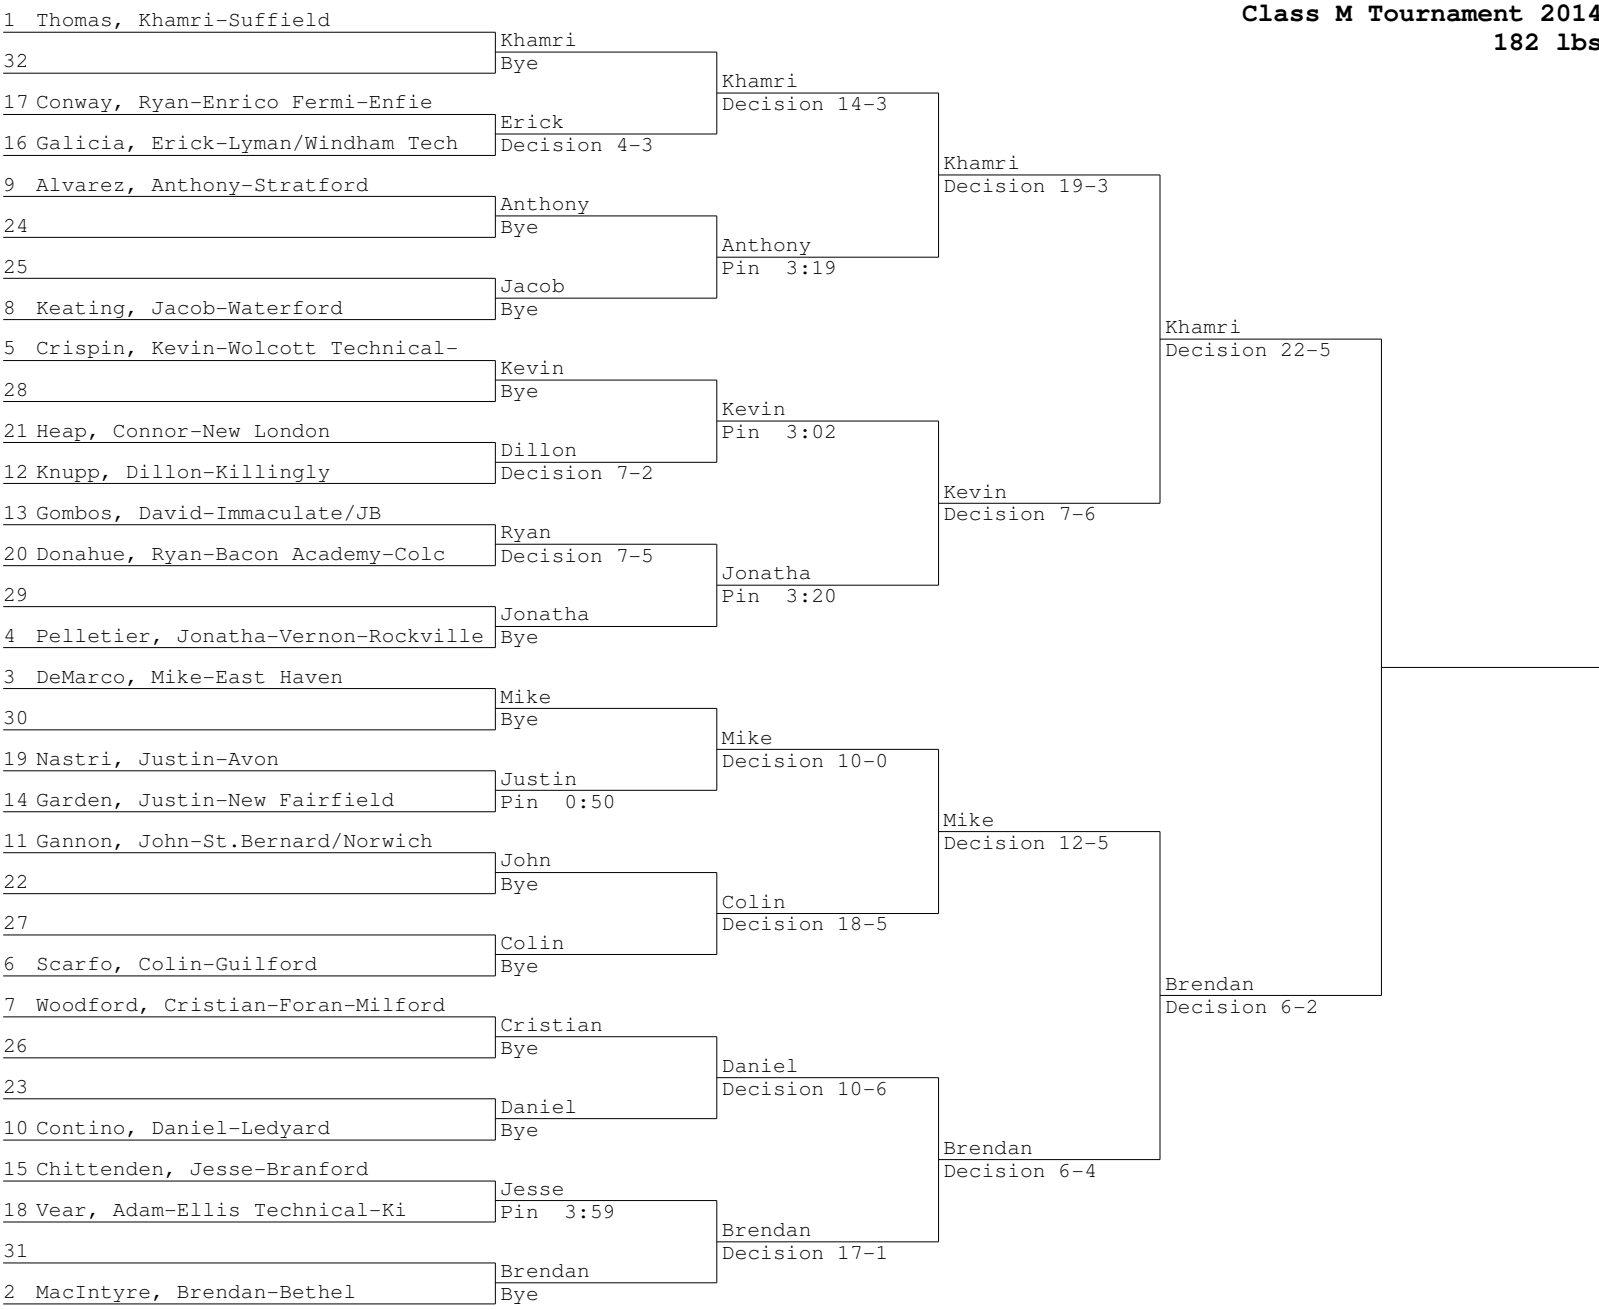 Class M Tournament 2014
182 lbs
1 Thomas, Khamri-Suffield
Khamri
32
Bye
Khamri
17 Conway, Ryan-Enrico Fermi-Enfie
Decision 14-3
Erick
16 Galicia, Erick-Lyman/Windham Tech
Decision 4-3
Khamri
9 Alvarez, Anthony-Stratford
Decision 19-3
Anthony
24
Bye
Anthony
25
Pin 3:19
Jacob
8 Keating, Jacob-Waterford
Bye
Khamri
5 Crispin, Kevin-Wolcott Technical-
Decision 22-5
Kevin
28
Bye
Kevin
21 Heap, Connor-New London
Pin 3:02
Dillon
12 Knupp, Dillon-Killingly
Decision 7-2
Kevin
13 Gombos, David-Immaculate/JB
Decision 7-6
Ryan
20 Donahue, Ryan-Bacon Academy-Colc
Decision 7-5
Jonatha
29
Pin 3:20
Jonatha
4 Pelletier, Jonatha-Vernon-Rockville
Bye
3 DeMarco, Mike-East Haven
Mike
30
Bye
Mike
19 Nastri, Justin-Avon
Decision 10-0
Justin
14 Garden, Justin-New Fairfield
Pin 0:50
Mike
11 Gannon, John-St.Bernard/Norwich
Decision 12-5
John
22
Bye
Colin
27
Decision 18-5
Colin
6 Scarfo, Colin-Guilford
Bye
Brendan
7 Woodford, Cristian-Foran-Milford
Decision 6-2
Cristian
26
Bye
Daniel
23
Decision 10-6
Daniel
10 Contino, Daniel-Ledyard
Bye
Brendan
15 Chittenden, Jesse-Branford
Decision 6-4
Jesse
18 Vear, Adam-Ellis Technical-Ki
Pin 3:59
Brendan
31
Decision 17-1
Brendan
2 MacIntyre, Brendan-Bethel
Bye